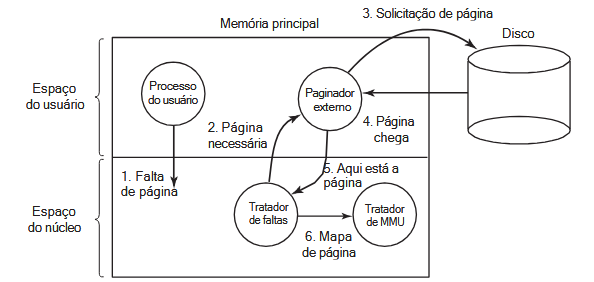 3. Solicitação de página
Memória principal
Disco
Espaço
do usuário
Processo
do usuário
Paginador
externo
2. Página
necessária
4. Página
chega
1. Falta
de página
5. Aqui está a
página
Espaço
do núcleo
Tratador
de faltas
Tratador
de MMU
6. Mapa
de página